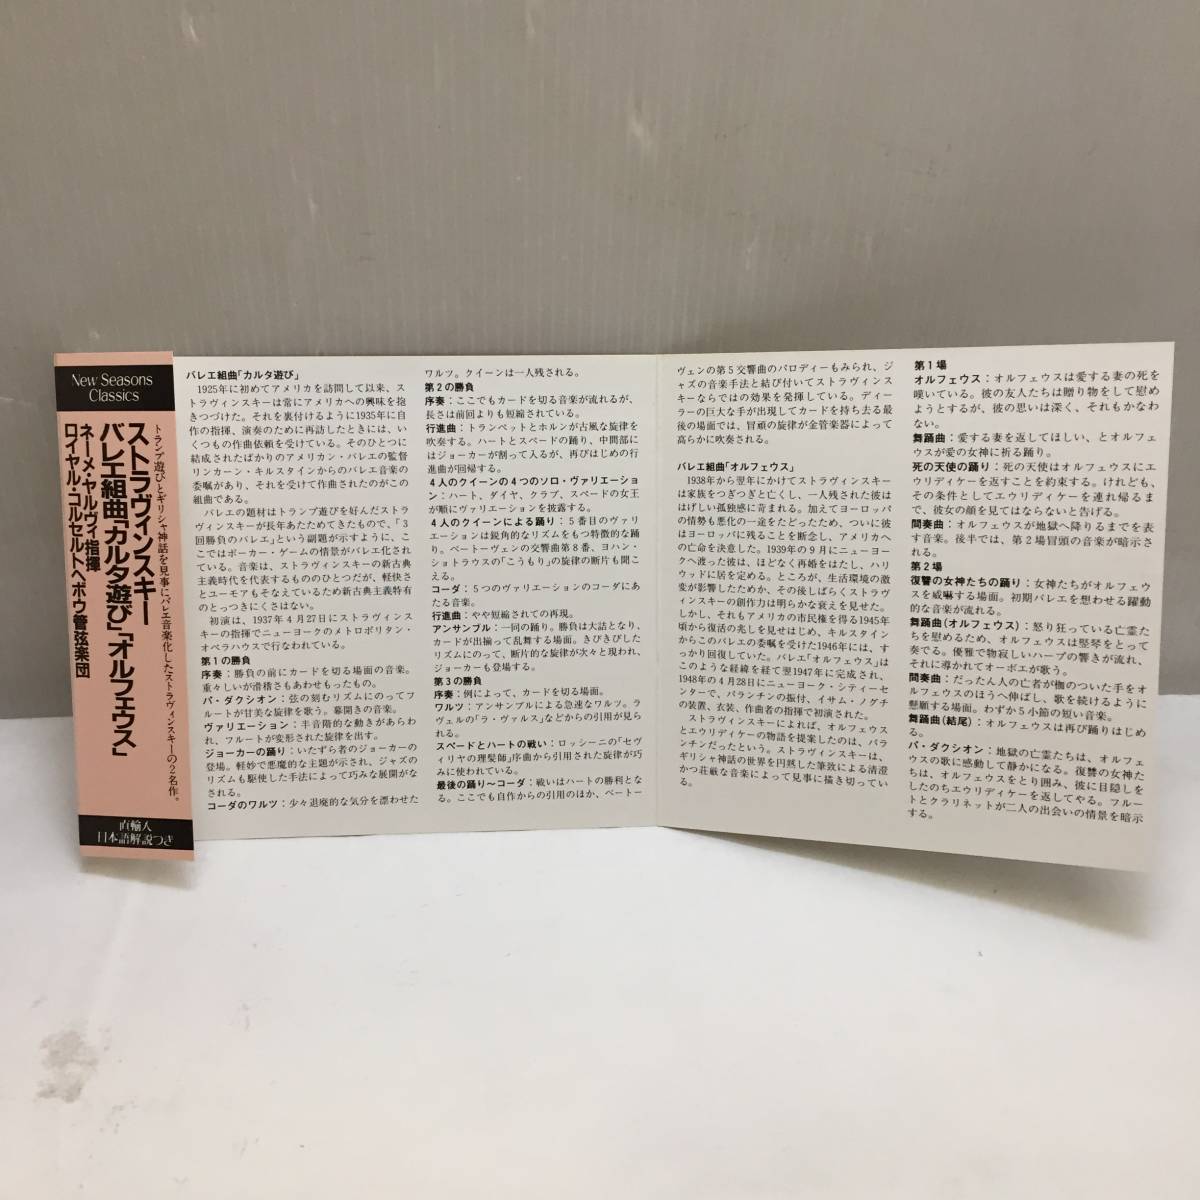 New Seasons
Classics
トランプ遊びとギリシャ神話を見事にバレエ音楽化したストラヴィンスキーの2名作。
ストラヴィンスキー
バレエ組曲「カルタ遊び」「オルフェウス」
ネーメ・ヤルヴィ指揮
ロイヤル・コルセルトヘボウ管弦楽団
直輸入
日本語解説つき
バレエ組曲「カルタ遊び」
1925年に初めてアメリカを訪問して以来、ス
トラヴィンスキーは常にアメリカへの興味を抱
きつづけた。それを裏付けるように1935年に自
作の指揮、演奏のために再訪したときには、い
くつもの作曲依頼を受けている。そのひとつに
結成されたばかりのアメリカン・バレエの監督
リンカーン・キルスタインからのバレエ音楽の
委嘱があり、それを受けて作曲されたのがこの
組曲である。
バレエの題材はトランプ遊びを好んだストラ
ヴィンスキーが長年あたためてきたもので、「3
回勝負のバレエ」という副題が示すように、こ
こではポーカー・ゲームの情景がバレエ化され
ている。音楽は、ストラヴィンスキーの新古典
主義時代を代表するもののひとつだが、軽快さ
とユーモアもそなえているため新古典主義特有
のとっつきにくさはない。
初演は、1937年4月27日にストラヴィンス
キーの指揮でニューヨークのメトロポリタン・
オペラハウスで行なわれている。
第1の勝負
序奏：勝負の前にカードを切る場面の音楽。
重々しいが滑稽さもあわせもったもの。
パ・ダクシオン：弦の刻むリズムにのってフ
ルートが甘美な旋律を歌う。幕開きの音楽。
ヴァリエーション：半音階的な動きがあらわ
れ、フルートが変形された旋律を出す。
ジョーカーの踊り：いたずら者のジョーカーの
登場。軽妙で悪魔的な主題が示され、ジャズの
リズムも駆使した手法によって巧みな展開がな
される。
コーダのワルツ：少々退廃的な気分を漂わせた
ワルツ。クイーンは一人残される。
第2の勝負
序奏：ここでもカードを切る音楽が流れるが、
長さは前回よりも短縮されている。
行進曲：トランペットとホルンが古風な旋律を
吹奏する。ハートとスペードの踊り、中間部に
はジョーカーが割って入るが、再びはじめの行
進曲が回帰する。
4人のクイーンの4つのソロ・ヴァリエーショ
ン：ハート、ダイヤ、クラブ、スペードの女王
が順にヴァリエーションを披露する。
4人のクイーンによる踊り：5番目のヴァリ
エーションは鋭角的なリズムをもつ特徴的な踊
り。ベートーヴェンの交響曲第8番、ヨハン・
シュトラウスの「こうもり」の旋律の断片も聞こ
える。
コーダ：5つのヴァリエーションのコーダにあ
たる音楽。
行進曲：やや短縮されての再現。
アンサンブル：一同の踊り。勝負は大詰となり、
カードが出揃って乱舞する場面。きびきびした
リズムにのって、断片的な旋律が次々と現われ、
ジョーカーも登場する。
第3の勝負
序奏：例によって、カードを切る場面。
ワルツ：アンサンブルによる急速なワルツ。ラ
ヴェルの「ラ・ヴァルス」などからの引用が見ら
れる。
スペードとハートの戦い：ロッシーニの「セヴ
ィリヤの理髪師」序曲から引用された旋律が巧
みに使われている。
最後の踊り〜コーダ：戦いはハートの勝利とな
る。ここでも自作からの引用のほか、ベートー
ヴェンの第5交響曲のパロディーもみられ、ジ
ャズの音楽手法と結び付いてストラヴィンス
キーならではの効果を発揮している。ディー
ラーの巨大な手が出現してカードを持ち去る最
後の場面では、冒頭の旋律が金管楽器によって
高らかに吹奏される。
バレエ組曲「オルフェウス」
1938年から翌年にかけてストラヴィンスキー
は家族をつぎつぎと亡くし、一人残された彼は
はげしい孤独感に苛まれる。加えてヨーロッパ
の情勢も悪化の一途をたどったため、ついに彼
はヨーロッパに残ることを断念し、アメリカへ
の亡命を決意した。1939年の9月にニューヨー
クへ渡った彼は、ほどなく再婚をはたし、ハリ
ウッドに居を定める。ところが、生活環境の激
変が影響したためか、その後しばらくストラヴ
ィンスキーの創作力は明らかな衰えを見せた。
しかし、それもアメリカの市民権を得る1945年
頃から復活の兆しを見せはじめ、キルスタイン
からこのバレエの委嘱を受けた1946年には、す
っかり回復していた。バレエ「オルフェウス」は
このような経緯を経て翌1947年に完成され、
1948年の4月28日にニューヨーク・シティーセ
ンターで、バランチンの振付、イサム・ノグチ
の装置、衣装、作曲者の指揮で初演された。
ストラヴィンスキーによれば、オルフェウス
とエウリディケーの物語を提案したのは、バラ
ンチンだったという。ストラヴィンスキーは、
ギリシャ神話の世界を円熟した筆致による清澄
かつ荘厳な音楽によって見事に描き切ってい
る。
第1場
オルフェウス：オルフェウスは愛する妻の死を
嘆いている。彼の友人たちは贈り物をして慰め
ようとするが、彼の思いは深く、それもかなわ
ない。
舞踊曲：愛する妻を返してほしい、とオルフェ
ウスが愛の女神に祈る踊り。
死の天使の踊り：死の天使はオルフェウスにエ
ウリディケーを返すことを約束する。けれども、
その条件としてエウリディケーを連れ帰るま
で、彼女の顔を見てはならないと告げる。
間奏曲：オルフェウスが地獄へ降りるまでを表
す音楽。後半では、第2場冒頭の音楽が暗示さ
れる。
第2場
復讐の女神たちの踊り：女神たちがオルフェウ
スを威嚇する場面。初期バレエを想わせる躍動
的な音楽が流れる。
舞踊曲(オルフェウス)：怒り狂っている亡霊た
ちを慰めるため、オルフェウスは竪琴をとって
奏でる。優雅で物寂しいハープの響きが流れ、
それに導かれてオーボエが歌う。
間奏曲：だったん人の亡者が枷のついた手をオ
ルフェウスのほうへ伸ばし、歌を続けるように
懇願する場面。わずか5小節の短い音楽。
舞踊曲(結尾)：オルフェウスは再び踊りはじめ
る。
パ・ダクシオン：地獄の亡霊たちは、オルフェ
ウスの歌に感動して静かになる。復讐の女神た
ちは、オルフェウスをとり囲み、彼に目隠しを
したのちエウリディケーを返してやる。フルー
トとクラリネットが二人の出会いの情景を暗示
する。